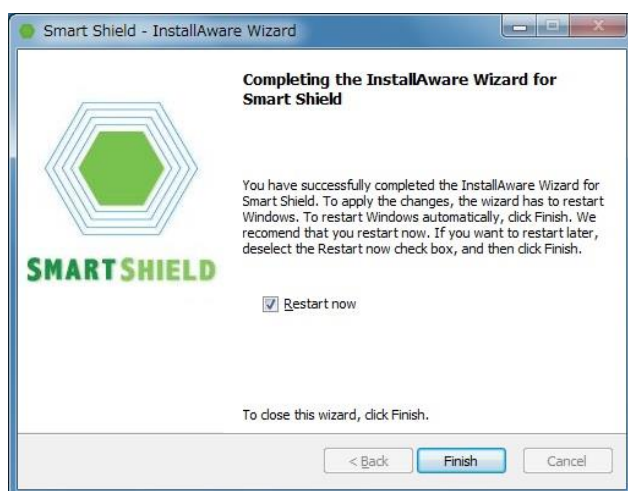 Smart Shield - InstallAware Wizard
Completing the InstallAware Wizard for
Smart Shield
You have successfully completed the InstallAware Wizard for
Smart Shield. To apply the changes, the wizard has to restart
Windows. To restart Windows automatically, click Finish. We
recomend that you restart now. If you want to restart later,
deselect the Restart now check box, and then click Finish.
SMARTSHIELD
Restart now
To close this wizard, click Finish.
< Back
Finish
Cancel